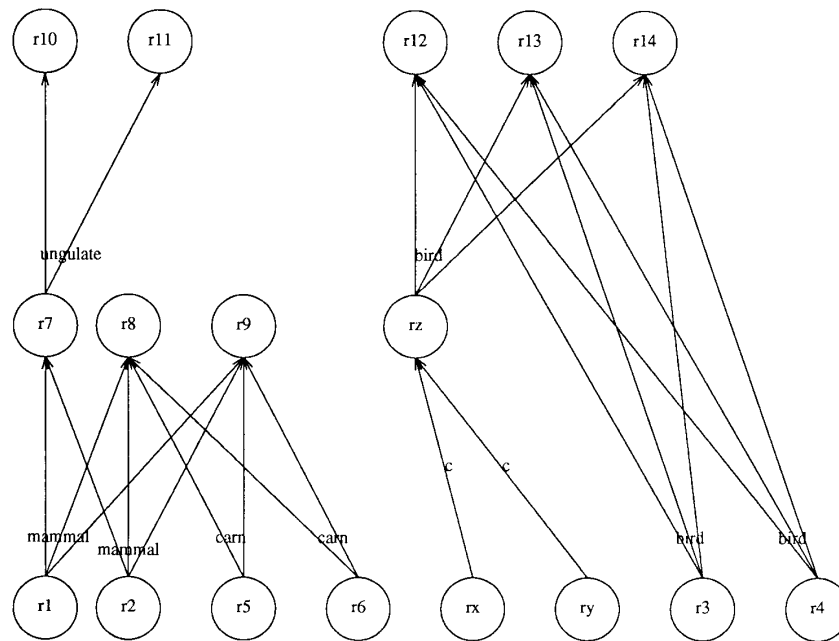 r10 r11 r12 r13 r14
ungulate bird
r7 r8 r9 rz
c c
mammal mammal carn carn bird bird
r1 r2 r5 r6 rx ry r3 r4